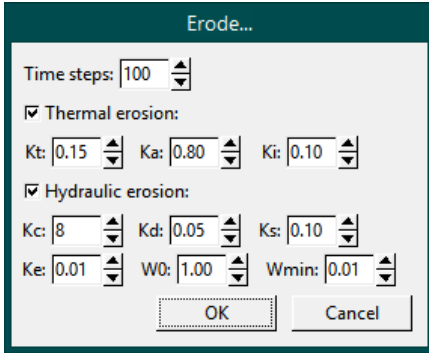 Erode...
Time steps: 100
Thermal erosion:
Kt: 0.15 Ka: 0.80 Ki: 0.10
Hydraulic erosion:
Kc: 8 Kd: 0.05 Ks: 0.10
Ke: 0.01 W0: 1.00 Wmin: 0.01
OK Cancel